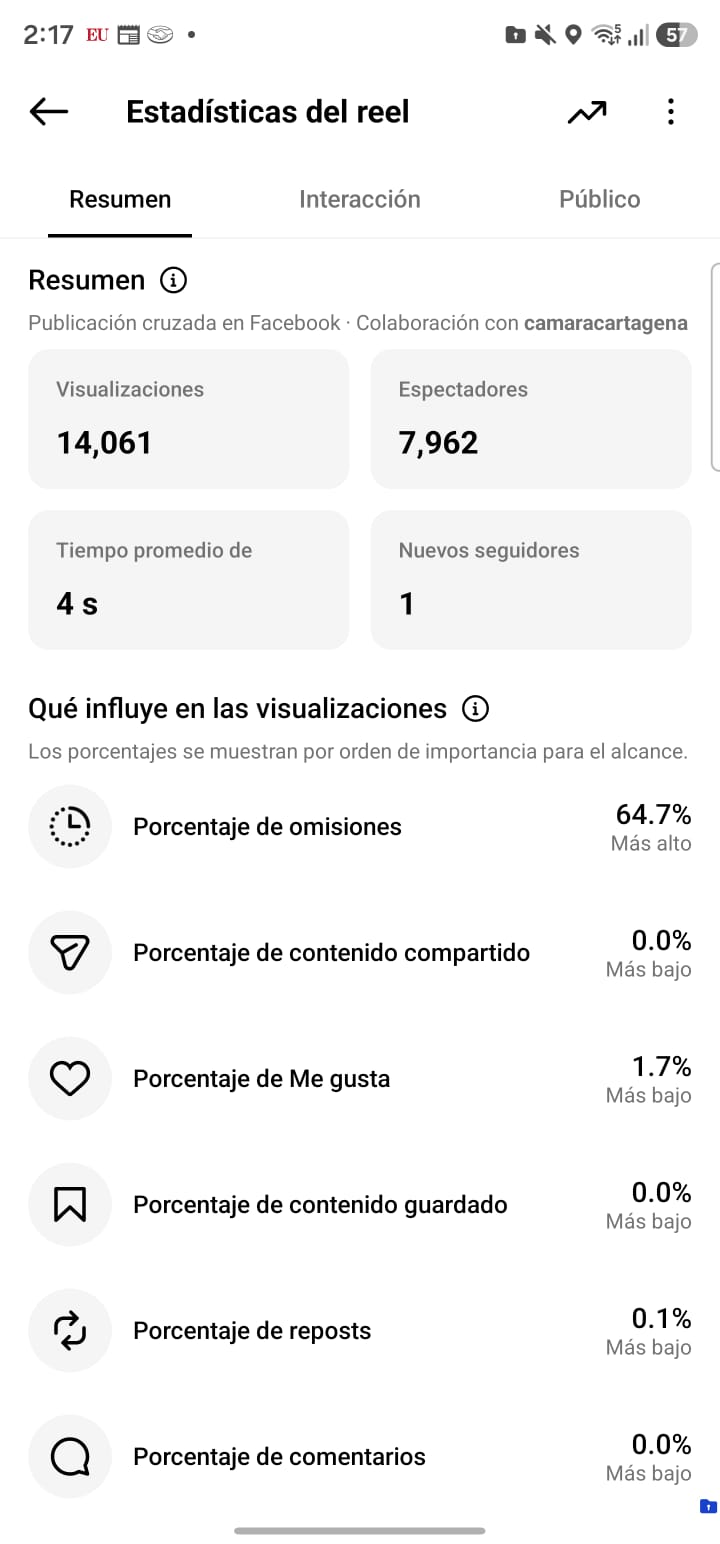 2:17 EU 57
Estadísticas del reel
Resumen Interacción Público
Resumen
Publicación cruzada en Facebook · Colaboración con camaracartagena
Visualizaciones Espectadores
14,061 7,962
Tiempo promedio de Nuevos seguidores
4 s 1
Qué influye en las visualizaciones
Los porcentajes se muestran por orden de importancia para el alcance.
Porcentaje de omisiones 64.7%
Más alto
Porcentaje de contenido compartido 0.0%
Más bajo
Porcentaje de Me gusta 1.7%
Más bajo
Porcentaje de contenido guardado 0.0%
Más bajo
Porcentaje de reposts 0.1%
Más bajo
Porcentaje de comentarios 0.0%
Más bajo